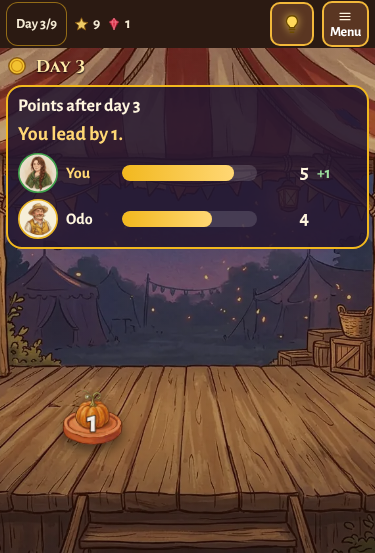 Day 3/9
9
1
Menu
Day 3
Points after day 3
You lead by 1.
You
5 +1
Odo
4
1